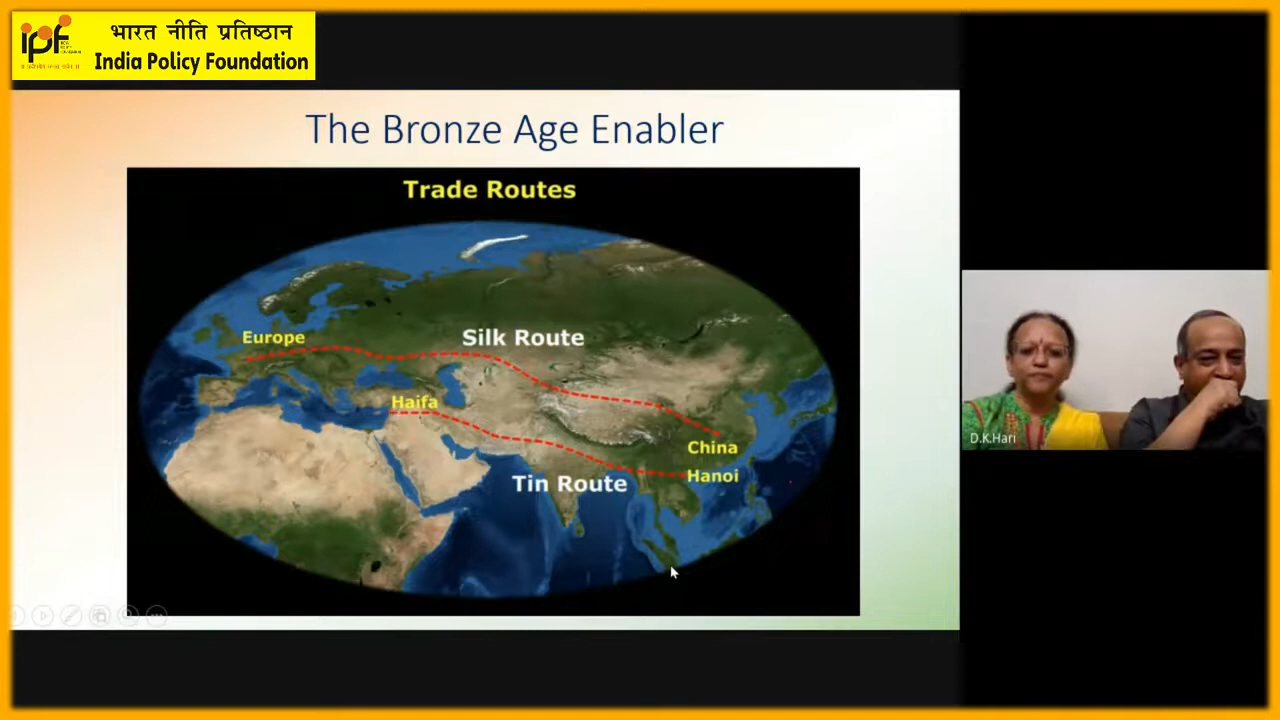 भारत नीति प्रतिष्ठान
ipf
India Policy Foundation
The Bronze Age Enabler
Trade Routes
Europe
Silk Route
Haifa
China
Hanoi
Tin Route
D.K.Hari